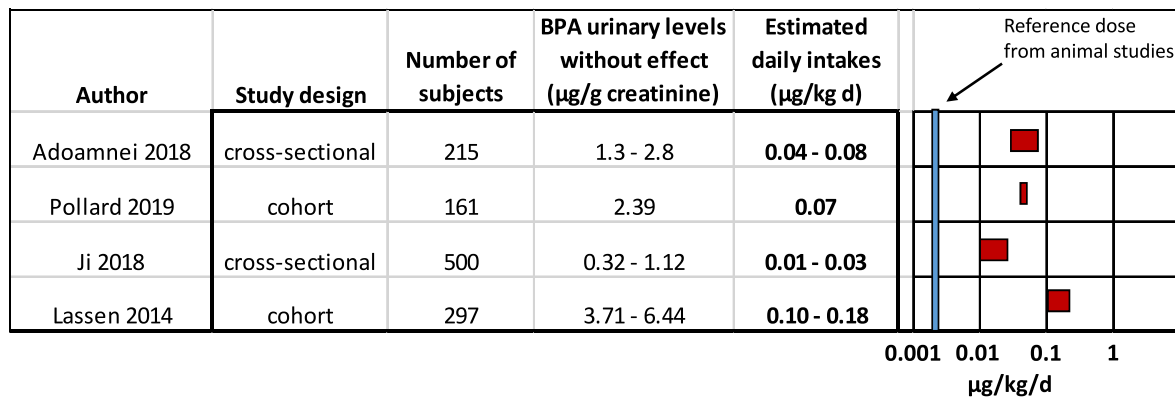 Author
Study design
Number of
subjects
BPA urinary levels
without effect
(µg/g creatinine)
Estimated
daily intakes
(µg/kg d)
Reference dose
from animal studies
Adoamnei 2018 cross-sectional 215 1.3 - 2.8 0.04 - 0.08
Pollard 2019 cohort 161 2.39 0.07
Ji 2018 cross-sectional 500 0.32 - 1.12 0.01 - 0.03
Lassen 2014 cohort 297 3.71 - 6.44 0.10 - 0.18
0.001 0.01 0.1 1
µg/kg/d